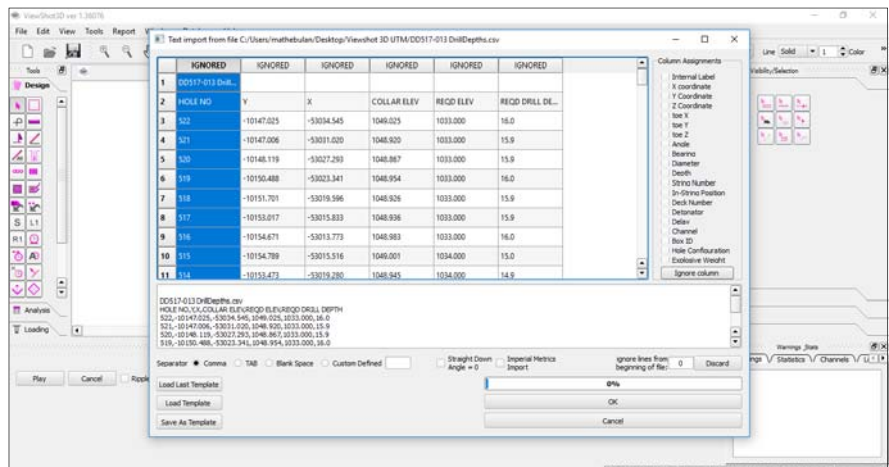 ViewShot3D ver 1.26076
File Edit View Tools Report
Text import from file C:/Users/mathebulan/Desktop/Viewshot 3D UTM/DD517-013 DrillDepths.csv
Line Solid 1 Color
Tools
Design
S L1
R1
Analysis
Loading
Play Cancel Ripple
IGNORED IGNORED IGNORED IGNORED IGNORED IGNORED
1 DD517-013 Drill...
2 HOLE NO Y X COLLAR ELEV REQD ELEV REQD DRILL DE...
3 522 -10147.025 -53034.545 1049.025 1033.000 16.0
4 521 -10147.006 -53031.020 1048.920 1033.000 15.9
5 520 -10148.119 -53027.293 1048.867 1033.000 15.9
6 519 -10150.488 -53023.341 1048.954 1033.000 16.0
7 518 -10151.701 -53019.596 1048.926 1033.000 15.9
8 517 -10153.017 -53015.833 1048.936 1033.000 15.9
9 516 -10154.671 -53013.773 1048.983 1033.000 16.0
10 515 -10154.789 -53015.516 1049.001 1034.000 15.0
11 514 -10153.473 -53019.280 1048.945 1034.000 14.9
Column Assignments
Internal Label
X coordinate
Y Coordinate
Z Coordinate
toe X
toe Y
toe Z
Angle
Bearing
Diameter
Depth
String Number
In-String Position
Deck Number
Detonator
Delay
Channel
Box ID
Hole Configuration
Explosive Weight
Ignore column
DD517-013 DrillDepths.csv
HOLE NO,Y,X,COLLAR ELEV,REQD ELEV,REQD DRILL DEPTH
522,-10147.025,-53034.545,1049.025,1033.000,16.0
521,-10147.006,-53031.020,1048.920,1033.000,15.9
520,-10148.119,-53027.293,1048.867,1033.000,15.9
519,-10150.488,-53023.341,1048.954,1033.000,16.0
Separator Comma TAB Blank Space Custom Defined
Straight Down Angle = 0
Imperial Metrics Import
ignore lines from beginning of file: 0 Discard
Load Last Template
Load Template
Save As Template
0%
OK
Cancel
Visibility/Selection
Warnings
Statistics Channels